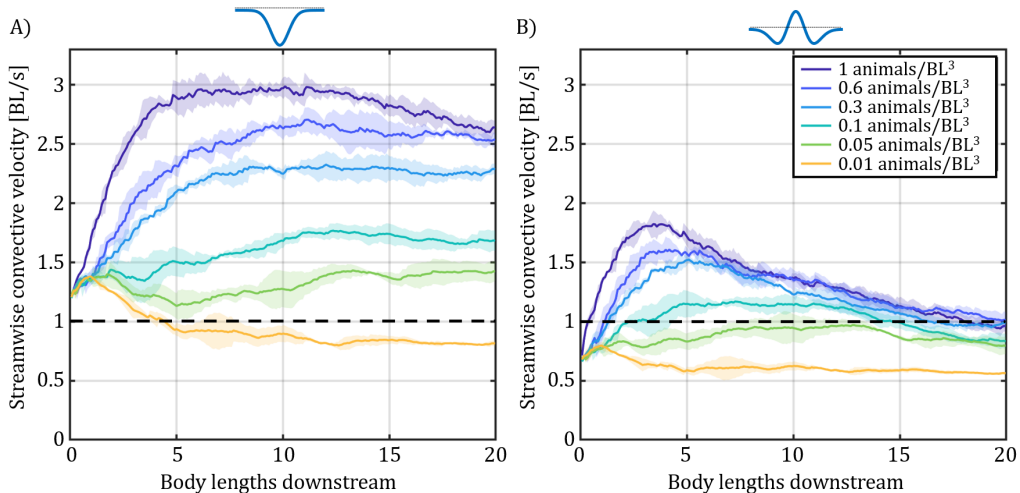 A)
Streamwise convective velocity [BL/s]
3
2.5
2
1.5
1
0.5
0
0 5 10 15 20
Body lengths downstream
B)
Streamwise convective velocity [BL/s]
3
2.5
2
1.5
1
0.5
0
0 5 10 15 20
Body lengths downstream
1 animals/BL³
0.6 animals/BL³
0.3 animals/BL³
0.1 animals/BL³
0.05 animals/BL³
0.01 animals/BL³